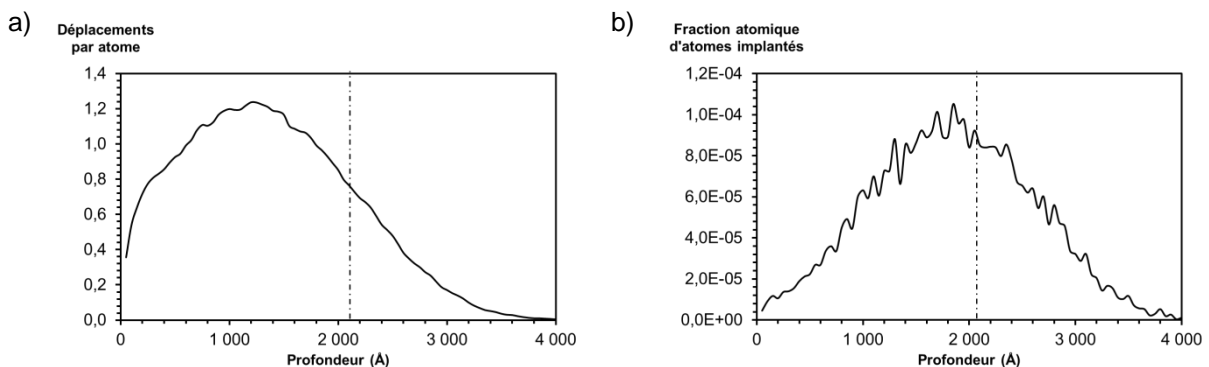 a)
Déplacements
par atome
1,4
1,2
1,0
0,8
0,6
0,4
0,2
0,0
0 1 000 2 000 3 000 4 000
Profondeur (Å)
b)
Fraction atomique
d'atomes implantés
1,2E-04
1,0E-04
8,0E-05
6,0E-05
4,0E-05
2,0E-05
0,0E+00
0 1 000 2 000 3 000 4 000
Profondeur (Å)